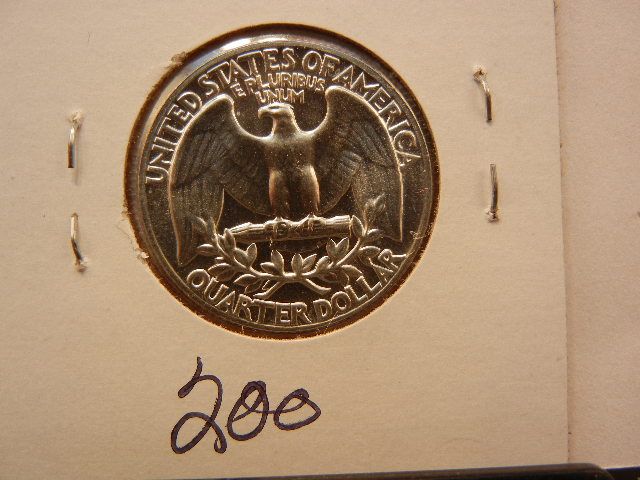 UNITED STATES OF AMERICA
E PLURIBUS
UNUM
QUARTER DOLLAR
200